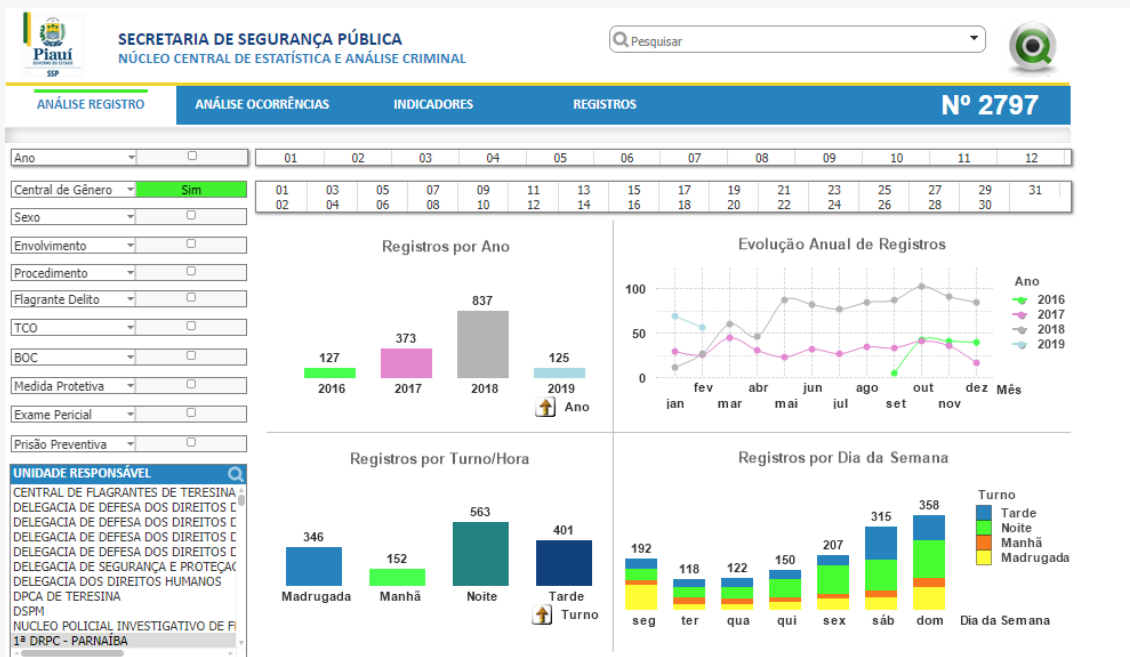 Piauí
GOVERNO DO ESTADO
SSP
SECRETARIA DE SEGURANÇA PÚBLICA
NÚCLEO CENTRAL DE ESTATÍSTICA E ANÁLISE CRIMINAL
Pesquisar
ANÁLISE REGISTRO ANÁLISE OCORRÊNCIAS INDICADORES REGISTROS Nº 2797
Ano
01 02 03 04 05 06 07 08 09 10 11 12
Central de Gênero Sim
01 03 05 07 09 11 13 15 17 19 21 23 25 27 29 31
02 04 06 08 10 12 14 16 18 20 22 24 26 28 30
Sexo
Envolvimento
Procedimento
Flagrante Delito
TCO
BOC
Medida Protetiva
Exame Pericial
Prisão Preventiva
UNIDADE RESPONSÁVEL
CENTRAL DE FLAGRANTES DE TERESINA
DELEGACIA DE DEFESA DOS DIREITOS D
DELEGACIA DE DEFESA DOS DIREITOS D
DELEGACIA DE DEFESA DOS DIREITOS D
DELEGACIA DE DEFESA DOS DIREITOS D
DELEGACIA DE SEGURANÇA E PROTEÇAO
DELEGACIA DOS DIREITOS HUMANOS
DPCA DE TERESINA
DSPM
NUCLEO POLICIAL INVESTIGATIVO DE FI
1ª DRPC - PARNAÍBA
Registros por Ano
837
373
127 125
2016 2017 2018 2019
Ano
Evolução Anual de Registros
100
50
0
fev abr jun ago out dez Mês
jan mar mai jul set nov
Ano
2016
2017
2018
2019
Registros por Turno/Hora
563
401
346
152
Madrugada Manhã Noite Tarde
Turno
Registros por Dia da Semana
358
315
207
192
150
118 122
seg ter qua qui sex sáb dom Dia da Semana
Turno
Tarde
Noite
Manhã
Madrugada